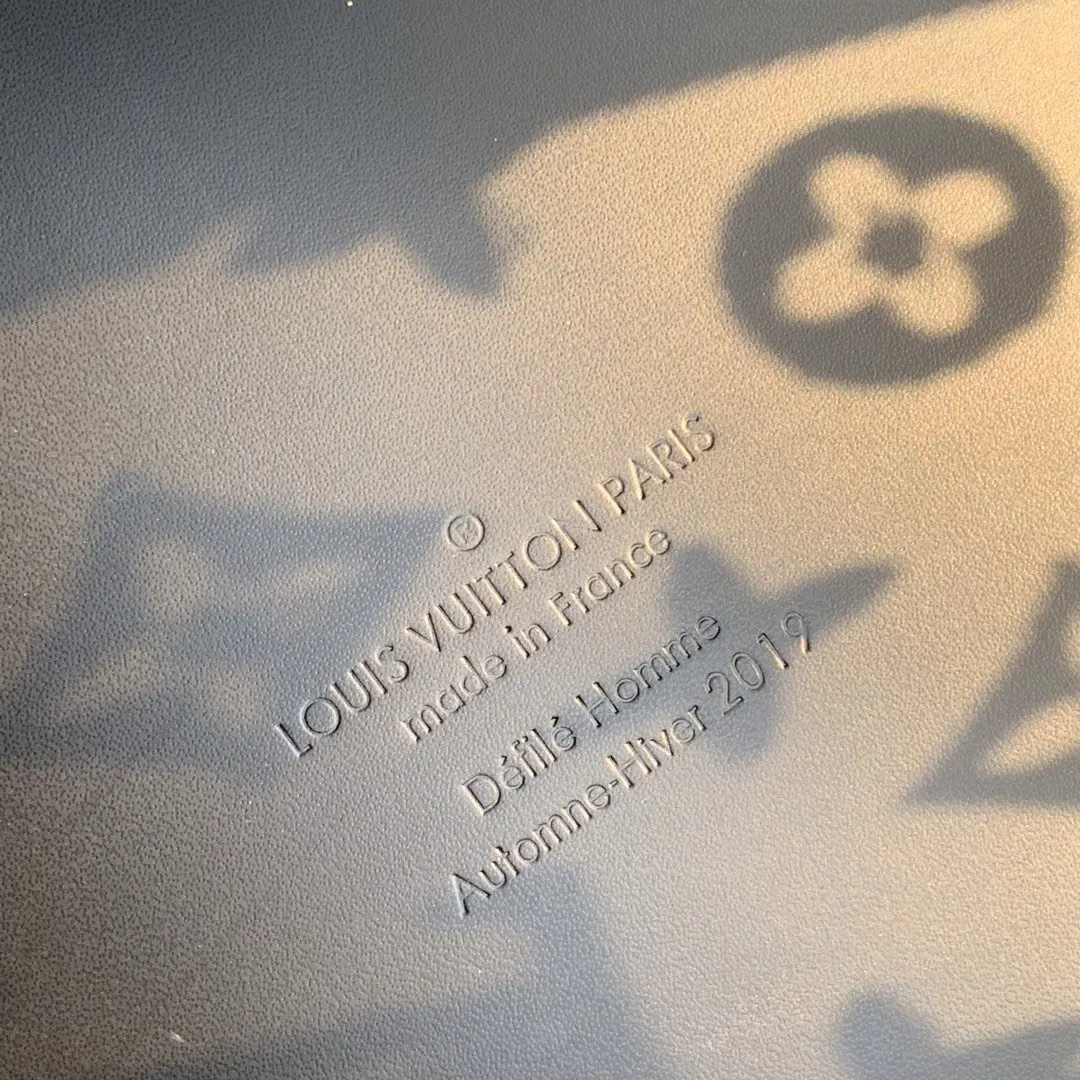 ®
LOUIS VUITTON | PARIS
made in France
Défilé Homme
Automne-Hiver 2019